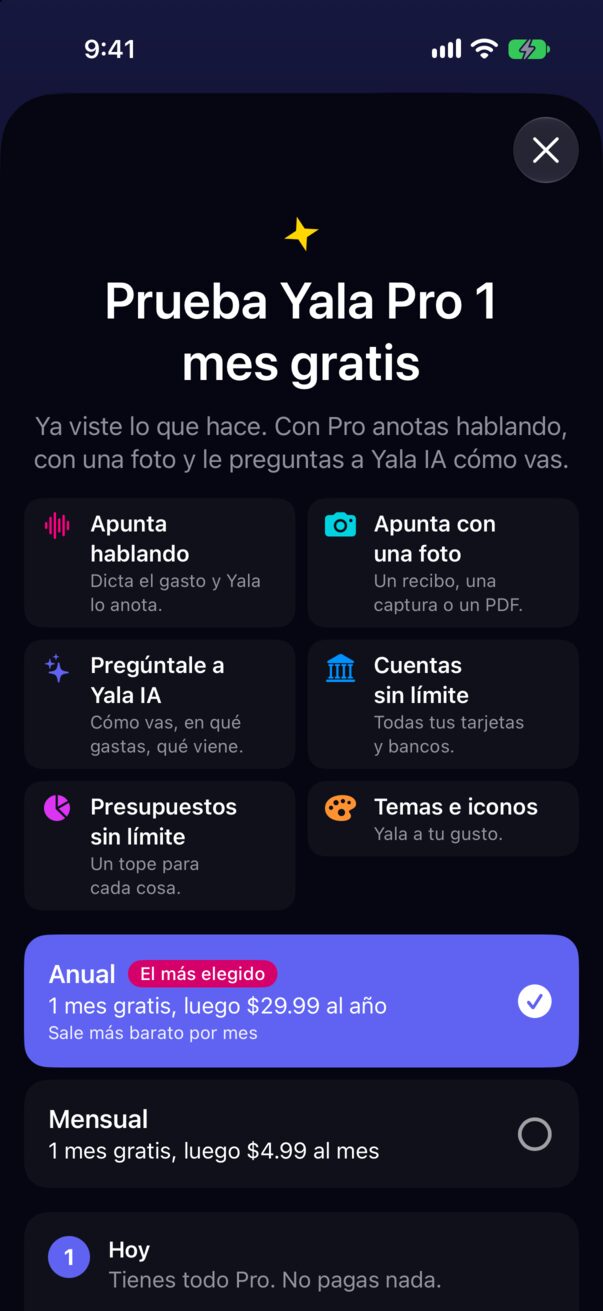 9:41
Prueba Yala Pro 1
mes gratis
Ya viste lo que hace. Con Pro anotas hablando,
con una foto y le preguntas a Yala IA cómo vas.
Apunta
hablando
Dicta el gasto y Yala
lo anota.
Apunta con
una foto
Un recibo, una
captura o un PDF.
Pregúntale a
Yala IA
Cómo vas, en qué
gastas, qué viene.
Cuentas
sin límite
Todas tus tarjetas
y bancos.
Presupuestos
sin límite
Un tope para
cada cosa.
Temas e iconos
Yala a tu gusto.
Anual El más elegido
1 mes gratis, luego $29.99 al año
Sale más barato por mes
Mensual
1 mes gratis, luego $4.99 al mes
1 Hoy
Tienes todo Pro. No pagas nada.